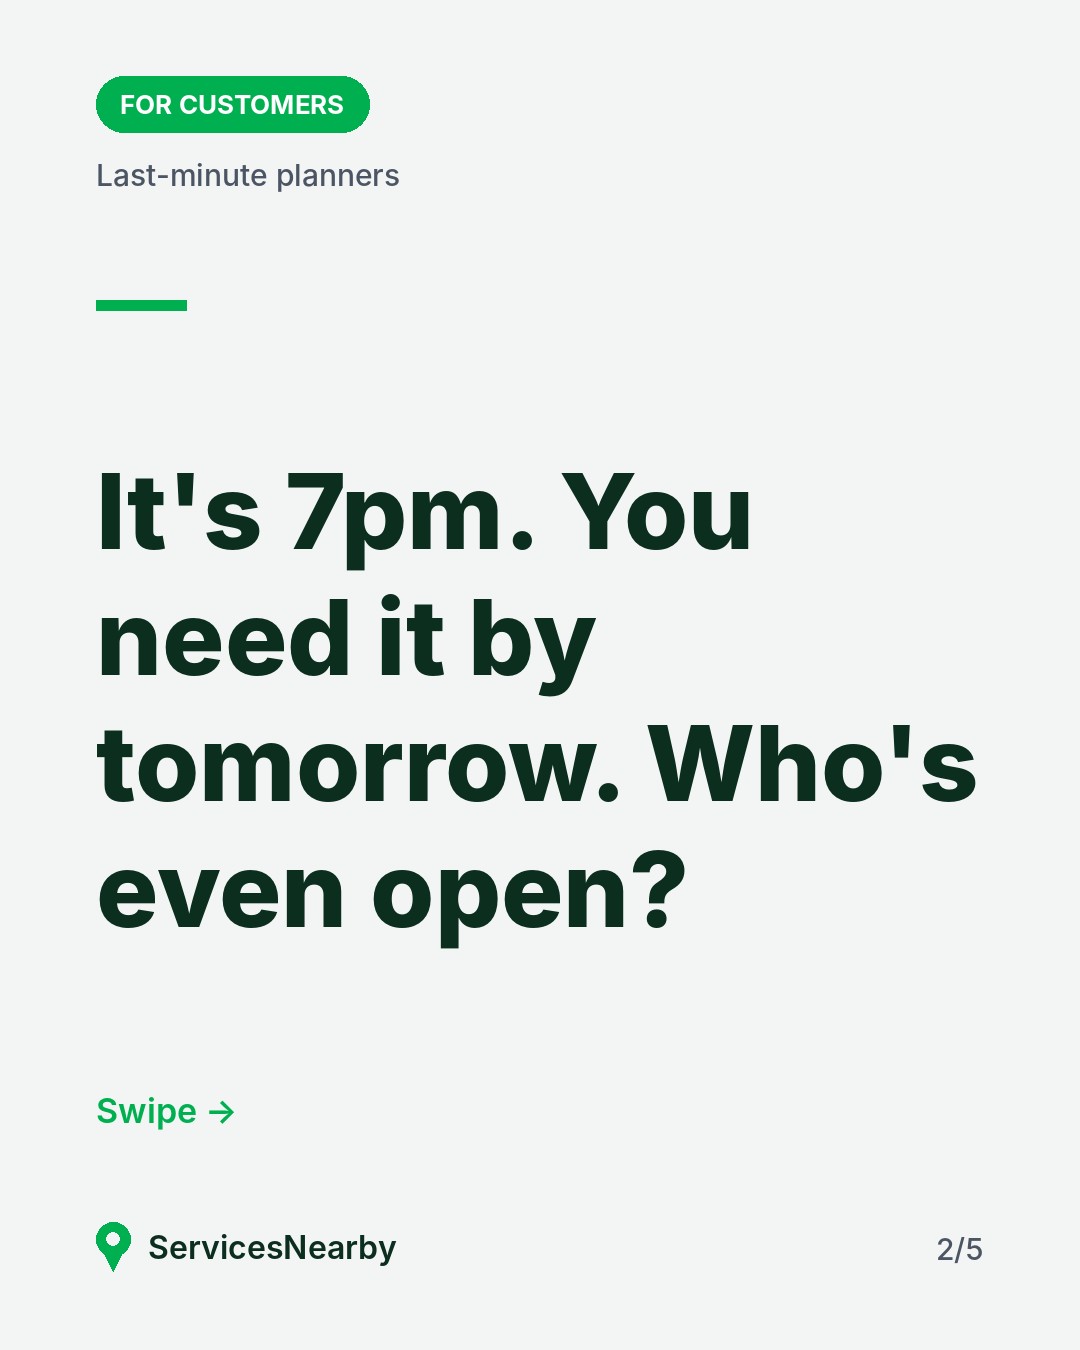 FOR CUSTOMERS
Last-minute planners
It's 7pm. You
need it by
tomorrow. Who's
even open?
Swipe →
ServicesNearby
2/5